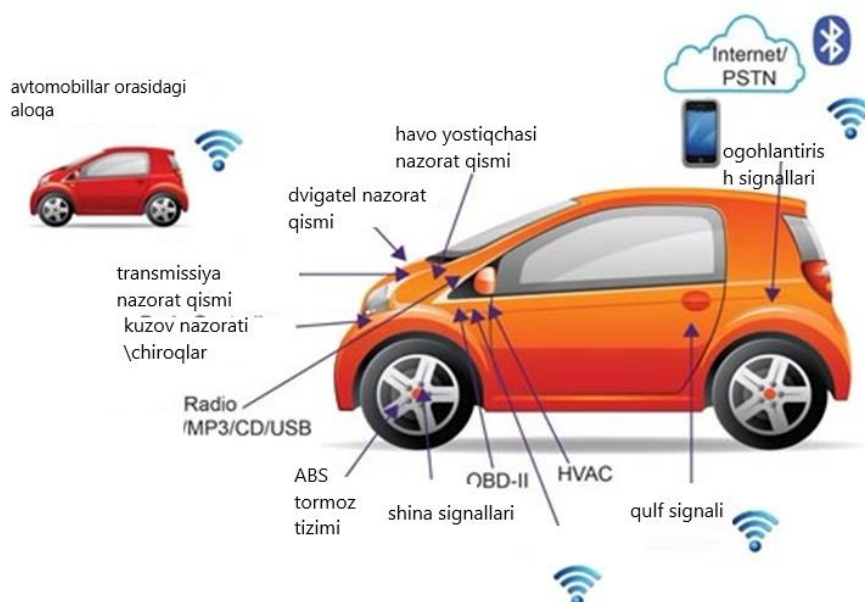 avtomobillar orasidagi
aloqa
Internet/
PSTN
havo yostiqchasi
nazorat qismi
ogohlantiris
h signallari
dvigatel nazorat
qismi
transmissiya
nazorat qismi
kuzov nazorati
\chiroqlar
Radio
/MP3/CD/USB
ABS
tormoz
tizimi
shina signallari
OBD-II
HVAC
qulf signali